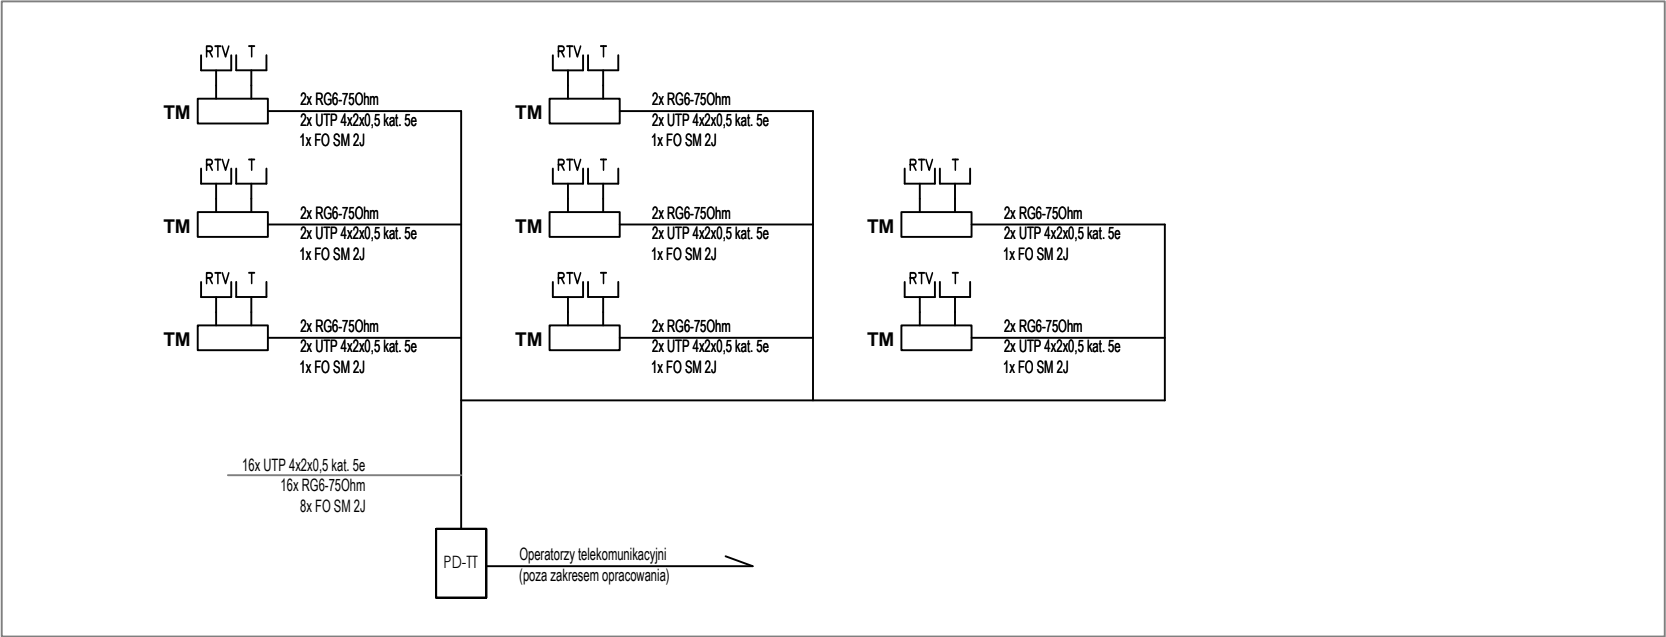 RTV T
TM
2x RG6-75Ohm
2x UTP 4x2x0,5 kat. 5e
1x FO SM 2J
RTV T
TM
2x RG6-75Ohm
2x UTP 4x2x0,5 kat. 5e
1x FO SM 2J
RTV T
TM
2x RG6-75Ohm
2x UTP 4x2x0,5 kat. 5e
1x FO SM 2J
RTV T
TM
2x RG6-75Ohm
2x UTP 4x2x0,5 kat. 5e
1x FO SM 2J
RTV T
TM
2x RG6-75Ohm
2x UTP 4x2x0,5 kat. 5e
1x FO SM 2J
RTV T
TM
2x RG6-75Ohm
2x UTP 4x2x0,5 kat. 5e
1x FO SM 2J
RTV T
TM
2x RG6-75Ohm
2x UTP 4x2x0,5 kat. 5e
1x FO SM 2J
RTV T
TM
2x RG6-75Ohm
2x UTP 4x2x0,5 kat. 5e
1x FO SM 2J
16x UTP 4x2x0,5 kat. 5e
16x RG6-75Ohm
8x FO SM 2J
PD-TT
Operatorzy telekomunikacyjni
(poza zakresem opracowania)